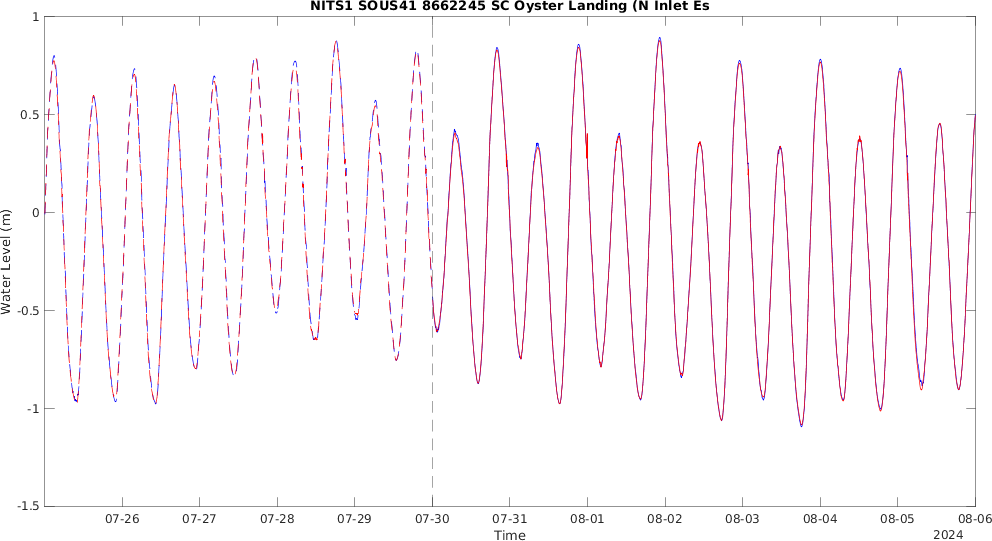 NITS1 SOUS41 8662245 SC Oyster Landing (N Inlet Es
Water Level (m)
1
0.5
0
-0.5
-1
-1.5
07-26 07-27 07-28 07-29 07-30 07-31 08-01 08-02 08-03 08-04 08-05 08-06
Time
2024